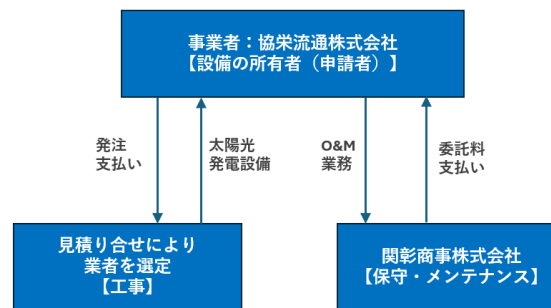 事業者：協栄流通株式会社
【設備の所有者（申請者）】
発注
支払い
太陽光
発電設備
O&M
業務
委託料
支払い
見積り合せにより
業者を選定
【工事】
関彰商事株式会社
【保守・メンテナンス】